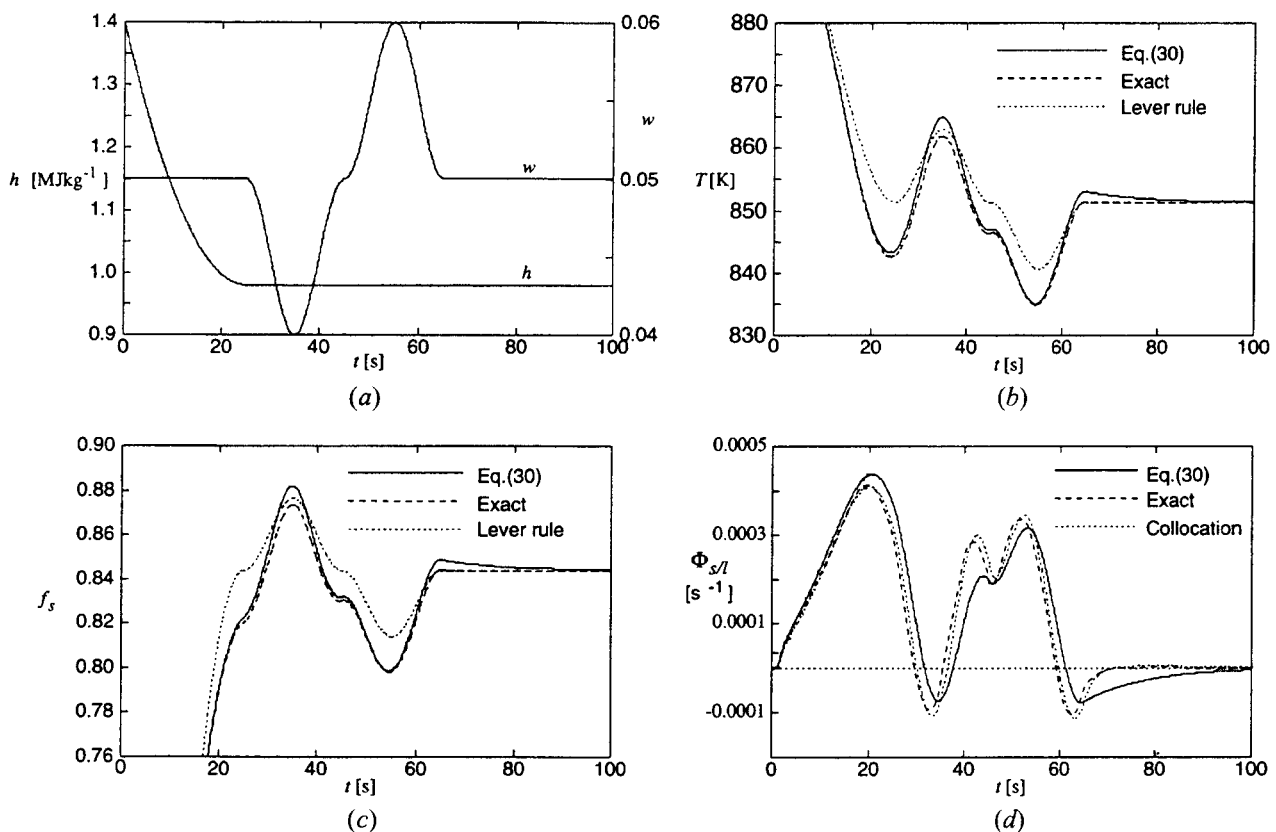 1.4
1.3
1.2
h [MJkg⁻¹]
1.1
1.0
0.9
0.06
w
0.05
0.04
w
h
0 20 40 60 80 100
t [s]
(a)
880
870
860
T [K]
850
840
830
Eq.(30)
Exact
Lever rule
0 20 40 60 80 100
t [s]
(b)
0.90
0.88
0.86
0.84
f_s
0.82
0.80
0.78
0.76
Eq.(30)
Exact
Lever rule
0 20 40 60 80 100
t [s]
(c)
0.0005
0.0003
Φ_s/l
[s⁻¹]
0.0001
-0.0001
Eq.(30)
Exact
Collocation
0 20 40 60 80 100
t [s]
(d)